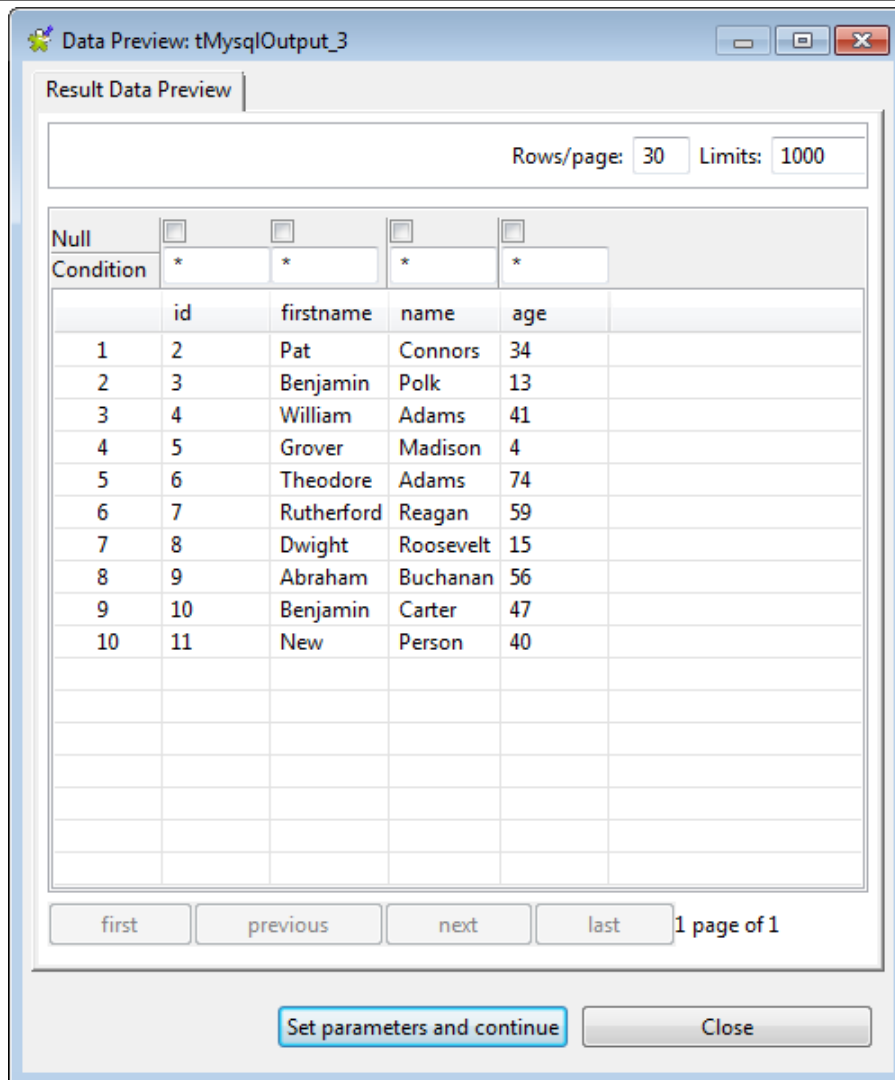 Data Preview: tMysqlOutput_3
Result Data Preview
Rows/page: 30 Limits: 1000
Null
Condition * * * *
id firstname name age
1 2 Pat Connors 34
2 3 Benjamin Polk 13
3 4 William Adams 41
4 5 Grover Madison 4
5 6 Theodore Adams 74
6 7 Rutherford Reagan 59
7 8 Dwight Roosevelt 15
8 9 Abraham Buchanan 56
9 10 Benjamin Carter 47
10 11 New Person 40
first previous next last 1 page of 1
Set parameters and continue Close